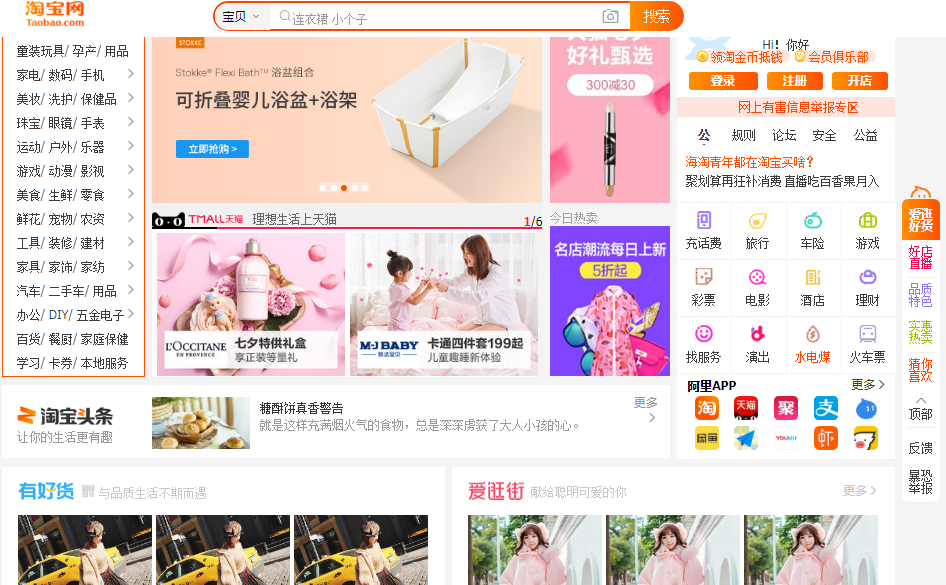 淘宝网
Taobao.com
宝贝
连衣裙 小个子
搜索
童装玩具/ 孕产/ 用品
家电/ 数码/ 手机
美妆/ 洗护/ 保健品
珠宝/ 眼镜/ 手表
运动/ 户外/ 乐器
游戏/ 动漫/ 影视
美食/ 生鲜/ 零食
鲜花/ 宠物/ 农资
工具/ 装修/ 建材
家具/ 家饰/ 家纺
汽车/ 二手车/ 用品
办公/ DIY/ 五金电子
百货/ 餐厨/ 家庭保健
学习/ 卡券/ 本地服务
STOKKE
Stokke® Flexi Bath™ 浴盆组合
可折叠婴儿浴盆+浴架
立即抢购 >
好礼甄选
300减30
Hi！你好
领淘金币抵钱
会员俱乐部
登录
注册
开店
网上有害信息举报专区
公
规则
论坛
安全
公益
海淘青年都在淘宝买啥？
聚划算再狂补消费
直播吃百香果月入
TMALL天猫
理想生活上天猫
1/6
今日热卖
L'OCCITANE
EN PROVENCE
七夕特供礼盒
享正装等量礼
M·J BABY
卡通四件套199起
儿童趣睡新体验
名店潮流每日上新
5折起
充话费
旅行
车险
游戏
彩票
电影
酒店
理财
找服务
演出
水电煤
火车票
阿里APP
更多
淘
天猫
聚
支
YOUKU
虾
爱逛
好货
好店
直播
品质
特色
实惠
热卖
猜你
喜欢
顶部
反馈
暴恐
举报
淘宝头条
让你的生活更有趣
糖酥饼真香警告
就是这样充满烟火气的食物，总是深深虏获了大人小孩的心。
更多
有好货
与品质生活不期而遇
爱逛街
献给聪明可爱的你
更多